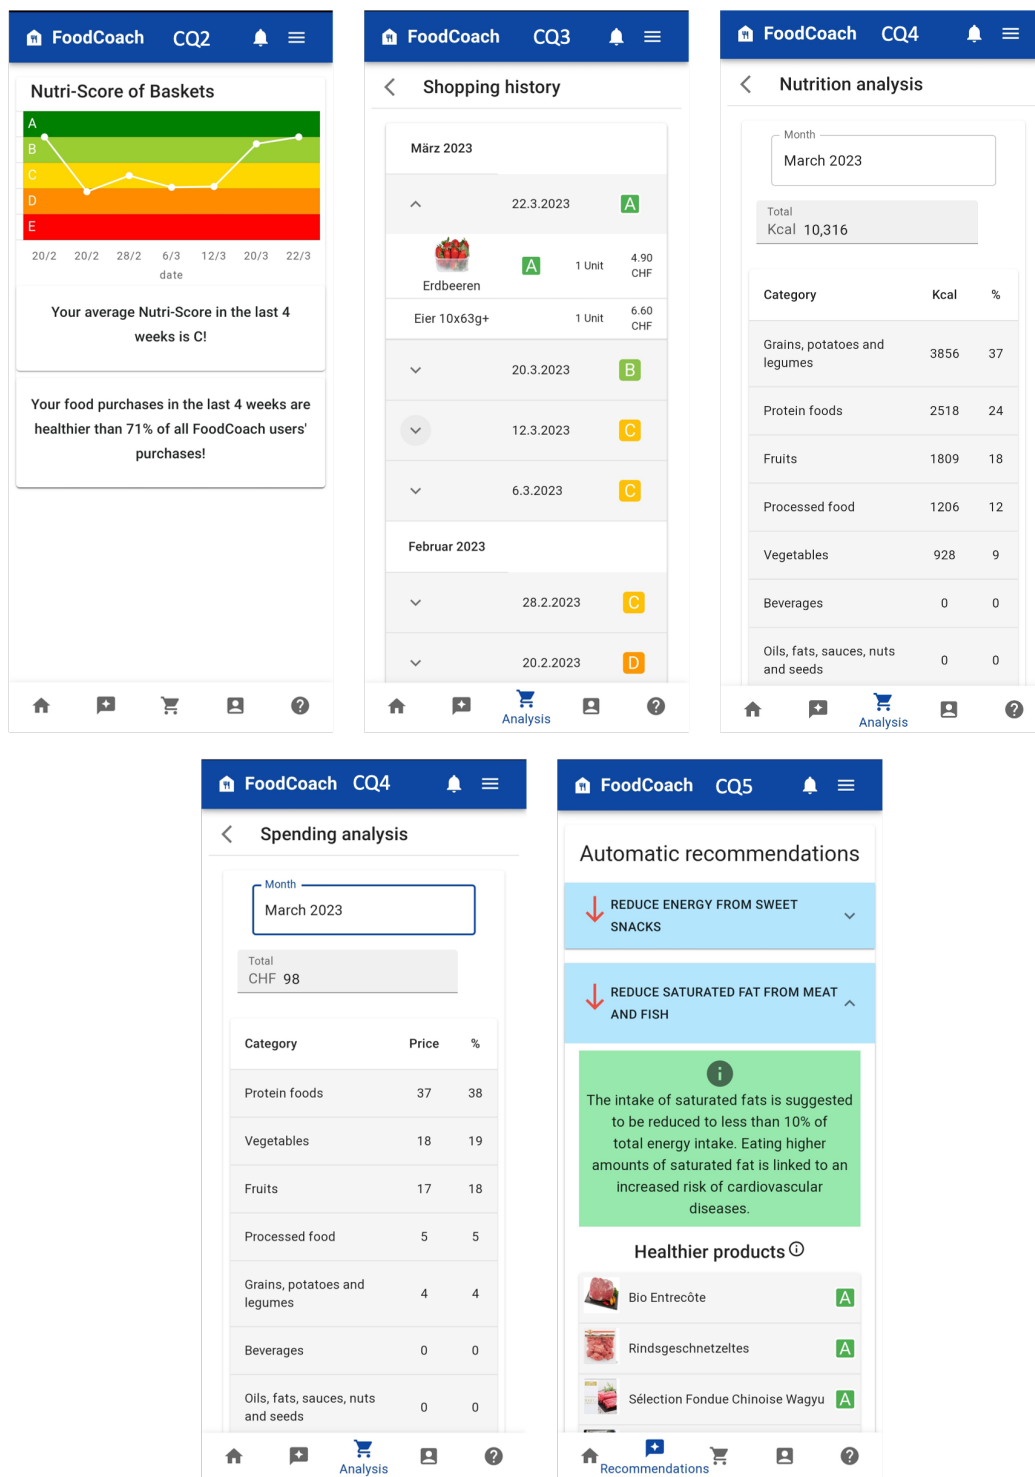 FoodCoach CQ2
Nutri-Score of Baskets
A
B
C
D
E
20/2 20/2 28/2 6/3 12/3 20/3 22/3
date
Your average Nutri-Score in the last 4
weeks is C!
Your food purchases in the last 4 weeks are
healthier than 71% of all FoodCoach users'
purchases!
FoodCoach CQ3
Shopping history
März 2023
22.3.2023 A
Erdbeeren A 1 Unit 4.90 CHF
Eier 10x63g+ 1 Unit 6.60 CHF
20.3.2023 B
12.3.2023 C
6.3.2023 C
Februar 2023
28.2.2023 C
20.2.2023 D
Analysis
FoodCoach CQ4
Nutrition analysis
Month
March 2023
Total
Kcal 10,316
Category Kcal %
Grains, potatoes and
legumes 3856 37
Protein foods 2518 24
Fruits 1809 18
Processed food 1206 12
Vegetables 928 9
Beverages 0 0
Oils, fats, sauces, nuts
and seeds 0 0
Analysis
FoodCoach CQ4
Spending analysis
Month
March 2023
Total
CHF 98
Category Price %
Protein foods 37 38
Vegetables 18 19
Fruits 17 18
Processed food 5 5
Grains, potatoes and
legumes 4 4
Beverages 0 0
Oils, fats, sauces, nuts
and seeds 0 0
Analysis
FoodCoach CQ5
Automatic recommendations
REDUCE ENERGY FROM SWEET
SNACKS
REDUCE SATURATED FAT FROM MEAT
AND FISH
The intake of saturated fats is suggested
to be reduced to less than 10% of
total energy intake. Eating higher
amounts of saturated fat is linked to an
increased risk of cardiovascular
diseases.
Healthier products
Bio Entrecôte A
Rindsgeschnetzeltes A
Sélection Fondue Chinoise Wagyu A
Recommendations